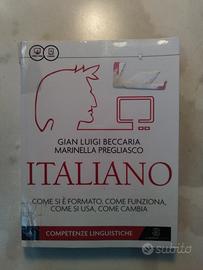 GIAN LUIGI BECCARIA
MARINELLA PREGLIASCO
ITALIANO
COME SI È FORMATO, COME FUNZIONA,
COME SI USA, COME CAMBIA
COMPETENZE LINGUISTICHE
subito